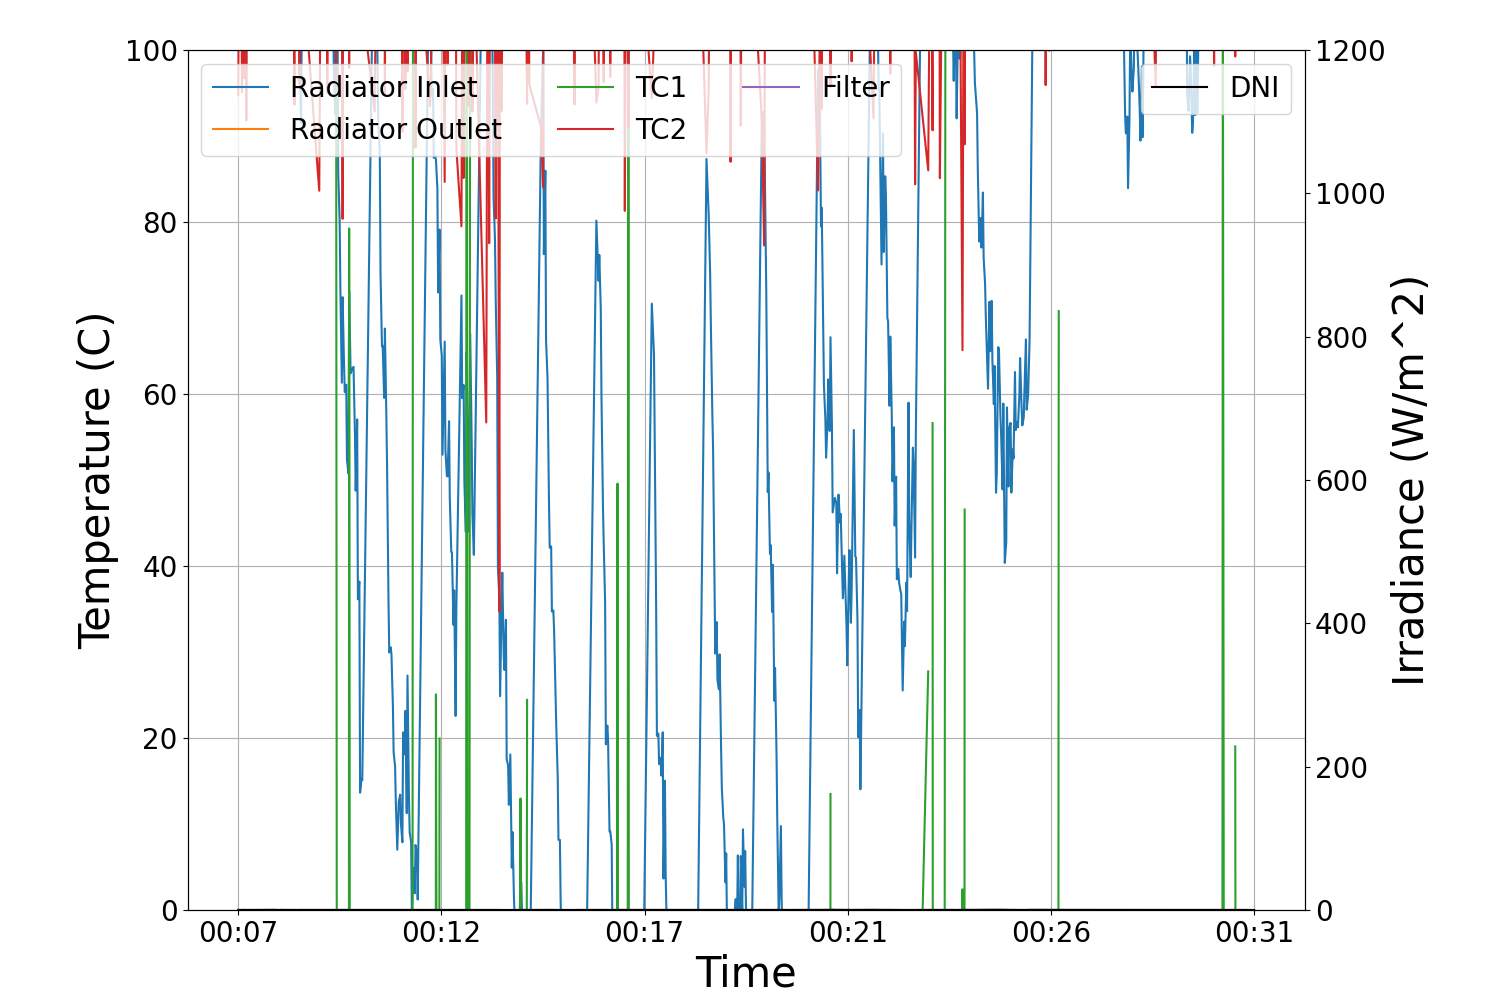 100
80
60
40
20
0
Temperature (C)
Radiator Inlet
Radiator Outlet
TC1
TC2
Filter
DNI
1200
1000
800
600
400
200
0
Irradiance (W/m^2)
00:07 00:12 00:17 00:21 00:26 00:31
Time